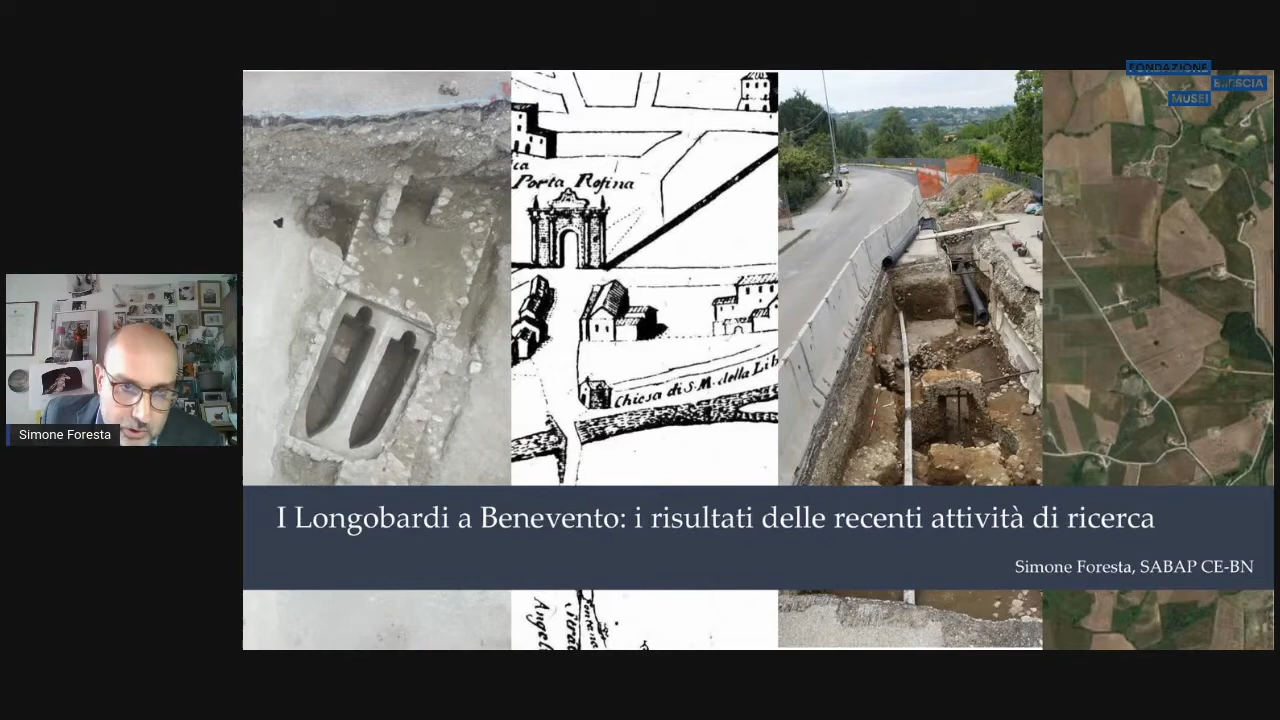 FONDAZIONE
BRESCIA
MUSEI
Porta Rofina
Chiesa di S. M. della Lib
Simone Foresta
I Longobardi a Benevento: i risultati delle recenti attività di ricerca
Simone Foresta, SABAP CE-BN
Angel